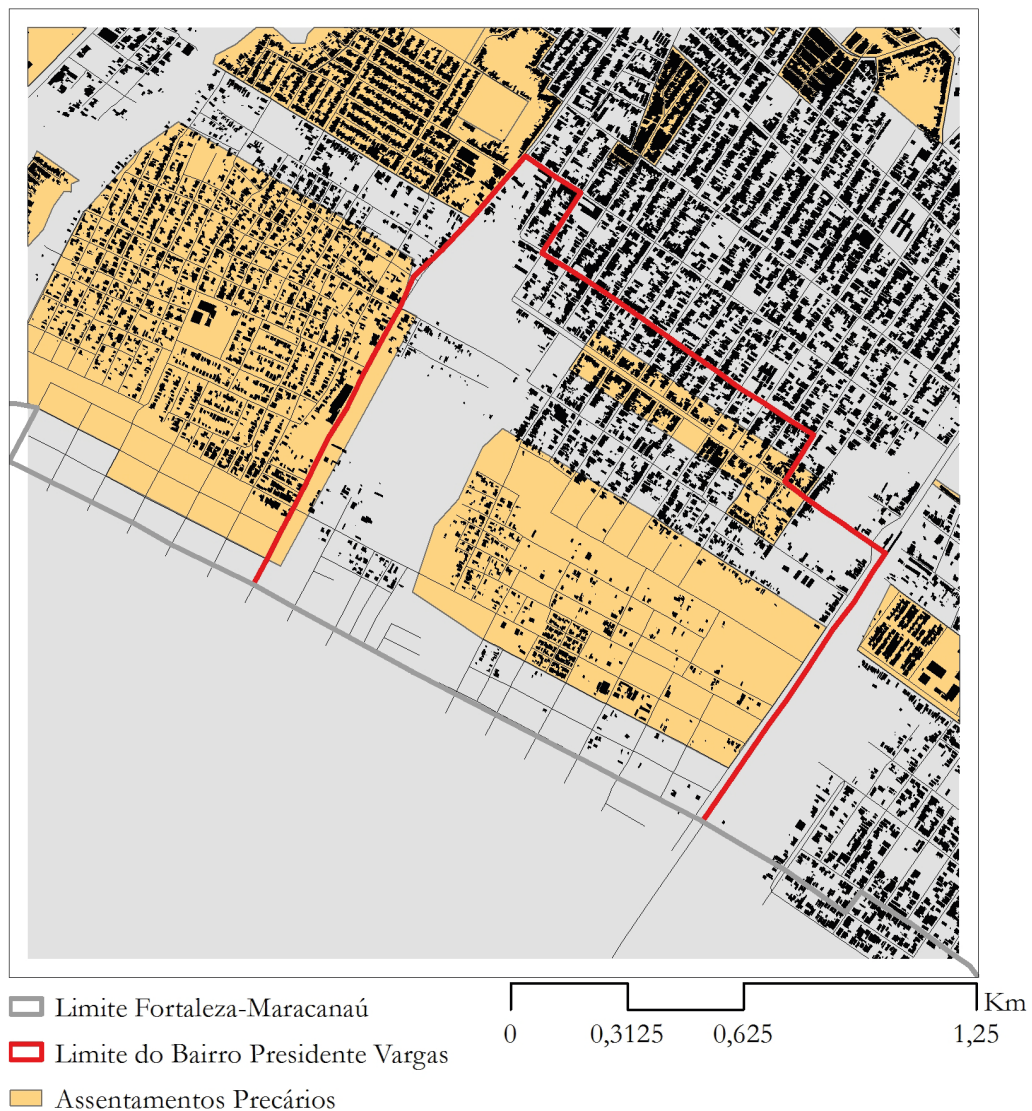 Limite Fortaleza-Maracanaú
Limite do Bairro Presidente Vargas
Assentamentos Precários
Km
0 0,3125 0,625 1,25